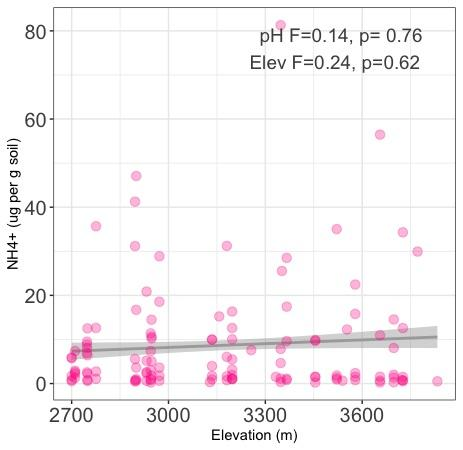 80
60
40
20
0
NH4+ (ug per g soil)
pH F=0.14, p= 0.76
Elev F=0.24, p=0.62
2700 3000 3300 3600
Elevation (m)